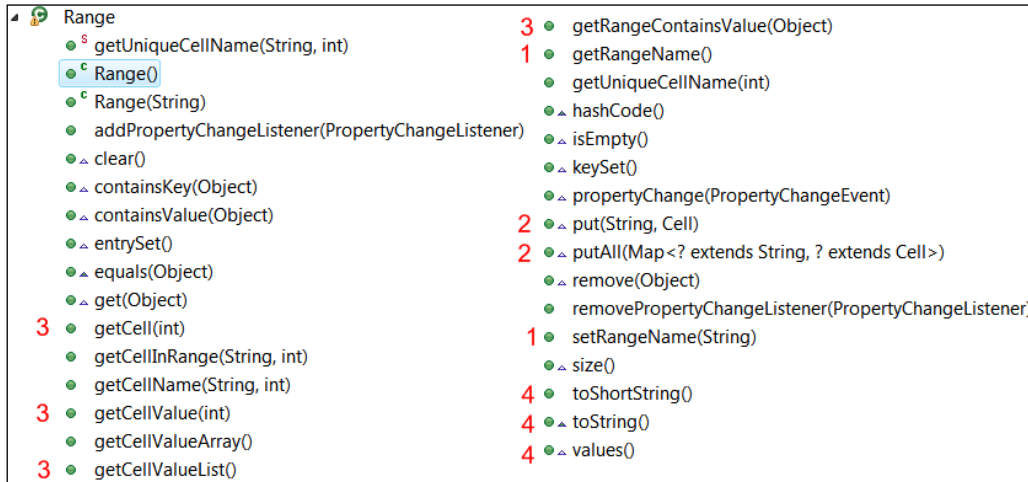 Range
S getUniqueCellName(String, int)
C Range()
C Range(String)
addPropertyChangeListener(PropertyChangeListener)
clear()
containsKey(Object)
containsValue(Object)
entrySet()
equals(Object)
get(Object)
3 getCell(int)
getCellInRange(String, int)
getCellName(String, int)
3 getCellValue(int)
getCellValueArray()
3 getCellValueList()
3 getRangeContainsValue(Object)
1 getRangeName()
getUniqueCellName(int)
hashCode()
isEmpty()
keySet()
propertyChange(PropertyChangeEvent)
2 put(String, Cell)
2 putAll(Map<? extends String, ? extends Cell>)
remove(Object)
removePropertyChangeListener(PropertyChangeListener)
1 setRangeName(String)
size()
4 toShortString()
4 toString()
4 values()